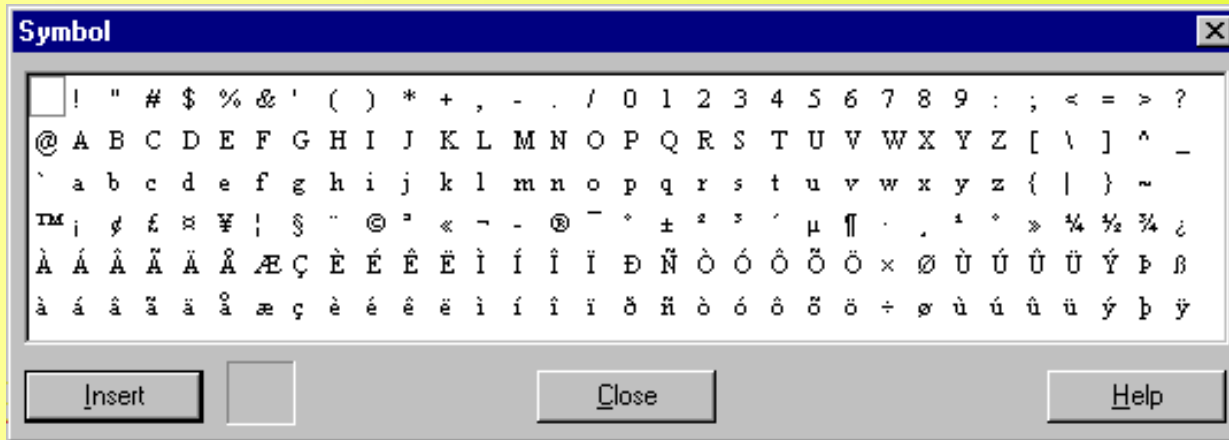 Symbol
! " # $ % & ' ( ) * + , - . / 0 1 2 3 4 5 6 7 8 9 : ; < = > ?
@ A B C D E F G H I J K L M N O P Q R S T U V W X Y Z [ \ ] ^ _
` a b c d e f g h i j k l m n o p q r s t u v w x y z { | } ~
™ ¡ ¢ £ ¤ ¥ ¦ § ¨ © ª « ¬ - ® ¯ ° ± ² ³ ´ µ ¶ · ¸ ¹ º » ¼ ½ ¾ ¿
À Á Â Ã Ä Å Æ Ç È É Ê Ë Ì Í Î Ï Ð Ñ Ò Ó Ô Õ Ö × Ø Ù Ú Û Ü Ý Þ ß
à á â ã ä å æ ç è é ê ë ì í î ï ð ñ ò ó ô õ ö ÷ ø ù ú û ü ý þ ÿ
Insert Close Help